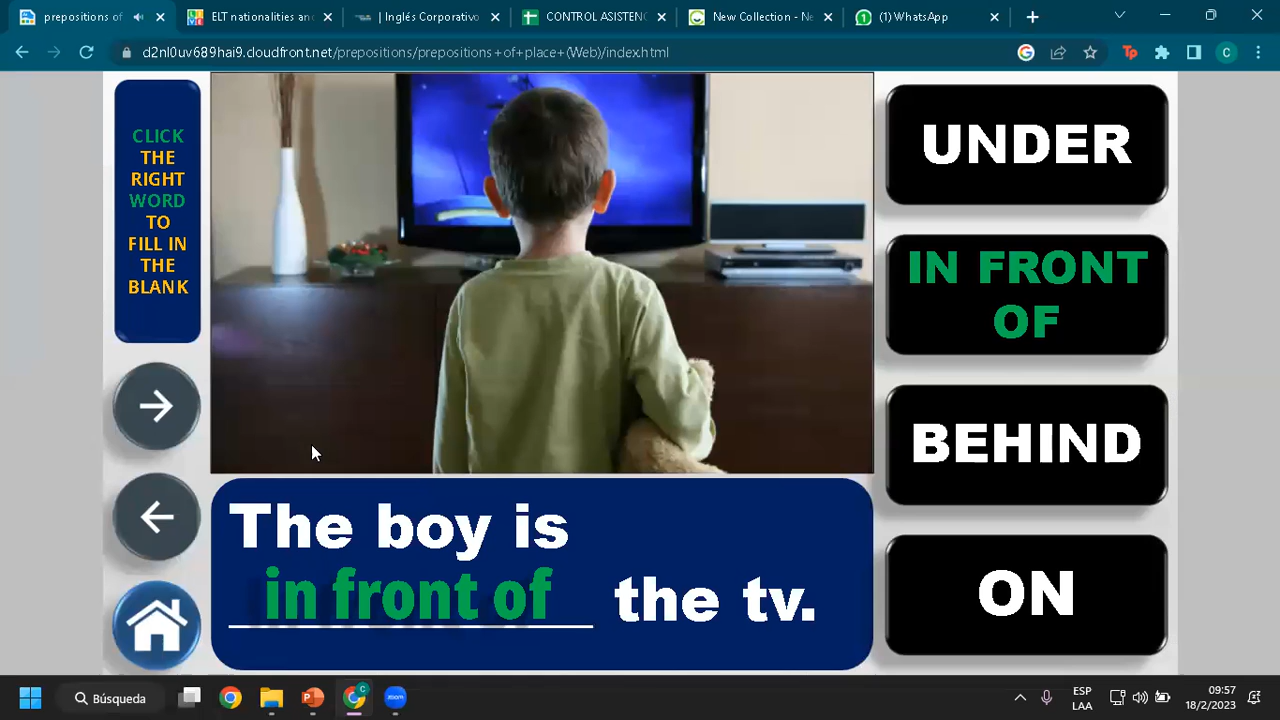 prepositions of
ELT nationalities and
| Inglés Corporativo
CONTROL ASISTENC
New Collection - Ne
(1) WhatsApp
d2nl0uv689hai9.cloudfront.net/prepositions/prepositions+of+place+(Web)/index.html
CLICK
THE
RIGHT
WORD
TO
FILL IN
THE
BLANK
UNDER
IN FRONT
OF
BEHIND
ON
The boy is
in front of the tv.
Búsqueda
zoom
ESP
LAA
09:57
18/2/2023